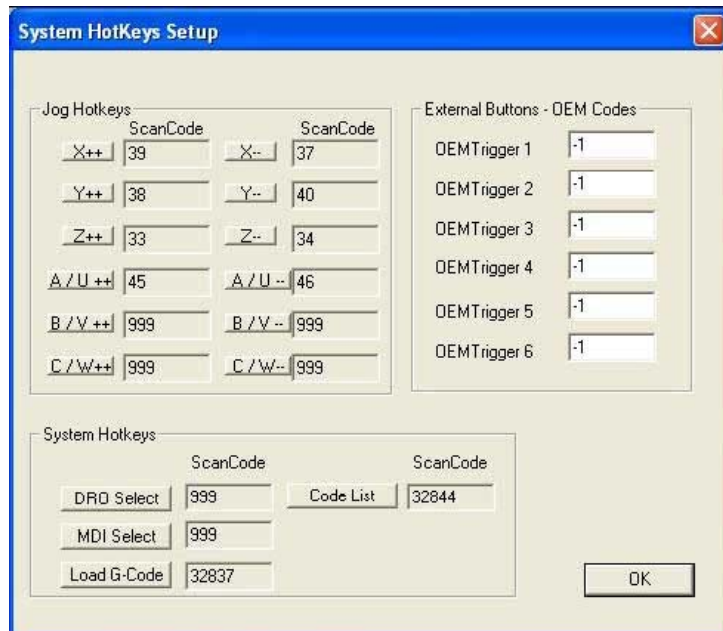 System HotKeys Setup
Jog Hotkeys
ScanCode ScanCode
X++ 39 X-- 37
Y++ 38 Y-- 40
Z++ 33 Z-- 34
A / U ++ 45 A / U -- 46
B / V ++ 999 B / V -- 999
C / W++ 999 C / W-- 999
External Buttons - OEM Codes
OEMTrigger 1 -1
OEMTrigger 2 -1
OEMTrigger 3 -1
OEMTrigger 4 -1
OEMTrigger 5 -1
OEMTrigger 6 -1
System Hotkeys
ScanCode ScanCode
DRO Select 999 Code List 32844
MDI Select 999
Load G-Code 32837
OK